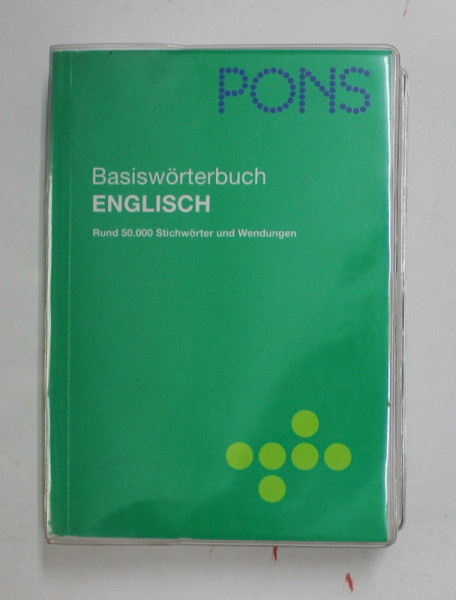 PONS
Basiswörterbuch
ENGLISCH
Rund 50.000 Stichwörter und Wendungen